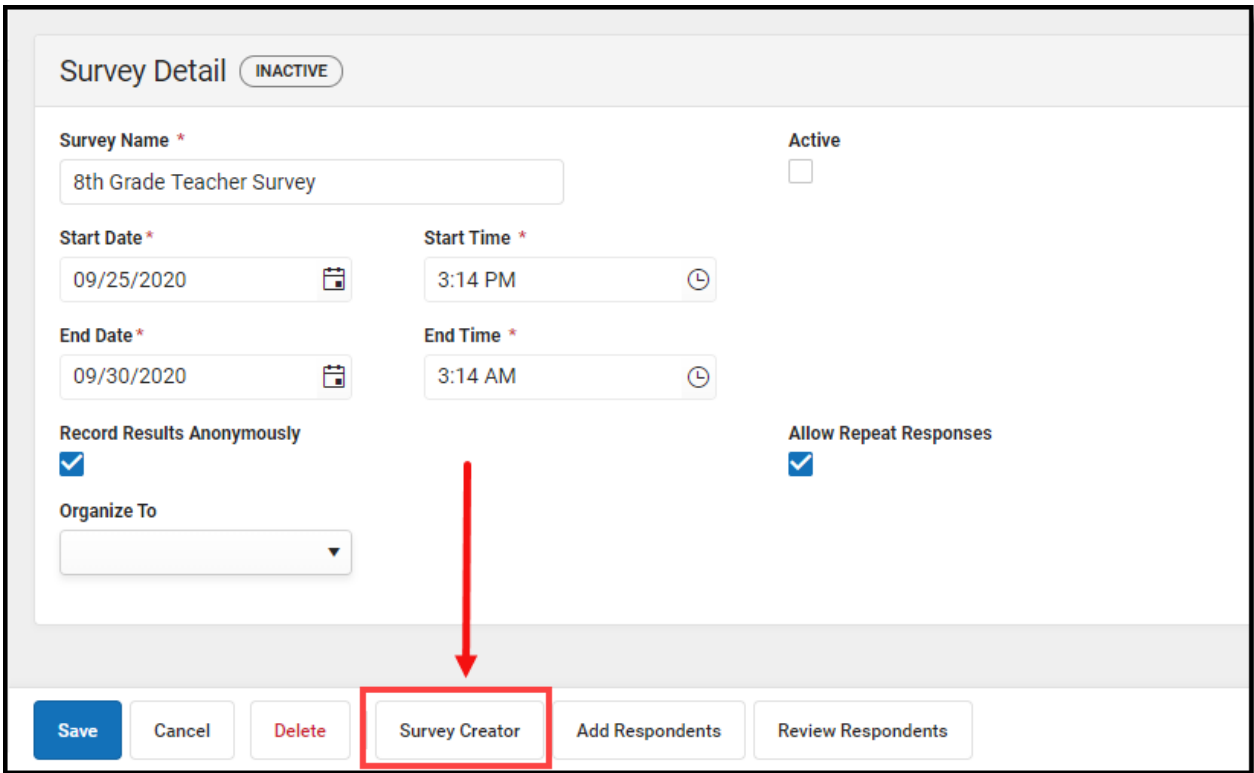 Survey Detail INACTIVE
Survey Name * Active
8th Grade Teacher Survey
Start Date * Start Time *
09/25/2020 3:14 PM
End Date * End Time *
09/30/2020 3:14 AM
Record Results Anonymously Allow Repeat Responses
Organize To
Save Cancel Delete Survey Creator Add Respondents Review Respondents